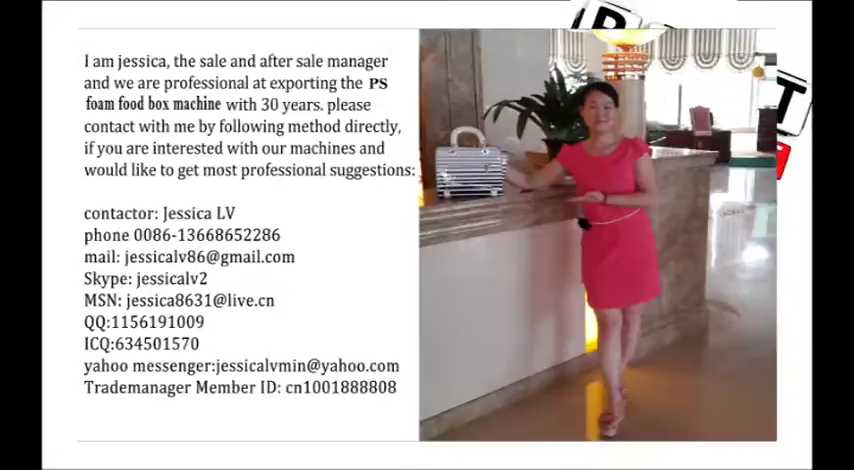 I am jessica, the sale and after sale manager
and we are professional at exporting the PS
foam food box machine with 30 years. please
contact with me by following method directly,
if you are interested with our machines and
would like to get most professional suggestions:
contactor: Jessica LV
phone 0086-13668652286
mail: jessicalv86@gmail.com
Skype: jessicalv2
MSN: jessica8631@live.cn
QQ:1156191009
ICQ:634501570
yahoo messenger:jessicalvmin@yahoo.com
Trademanager Member ID: cn1001888808